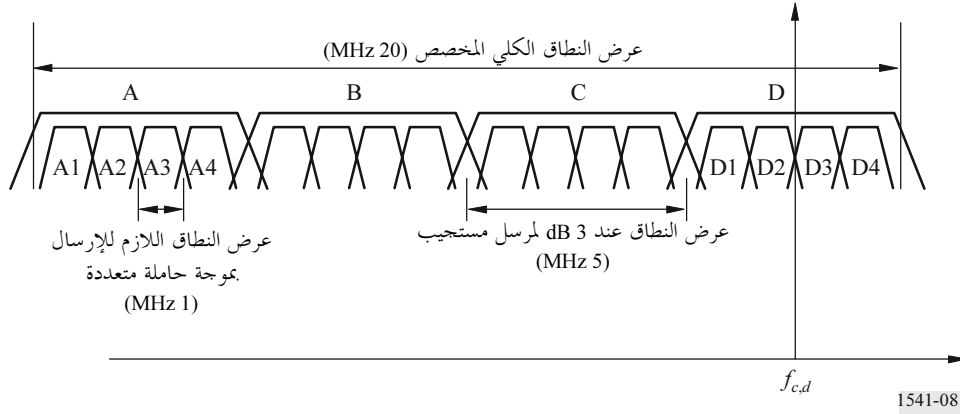 عرض النطاق الكلي المخصص (MHz 20)
A B C D
A1 A2 A3 A4 D1 D2 D3 D4
عرض النطاق اللازم للإرسال
بموجة حاملة متعددة
(MHz 1)
عرض النطاق عند dB 3 لمرسل مستجيب
(MHz 5)
fc,d
1541-08